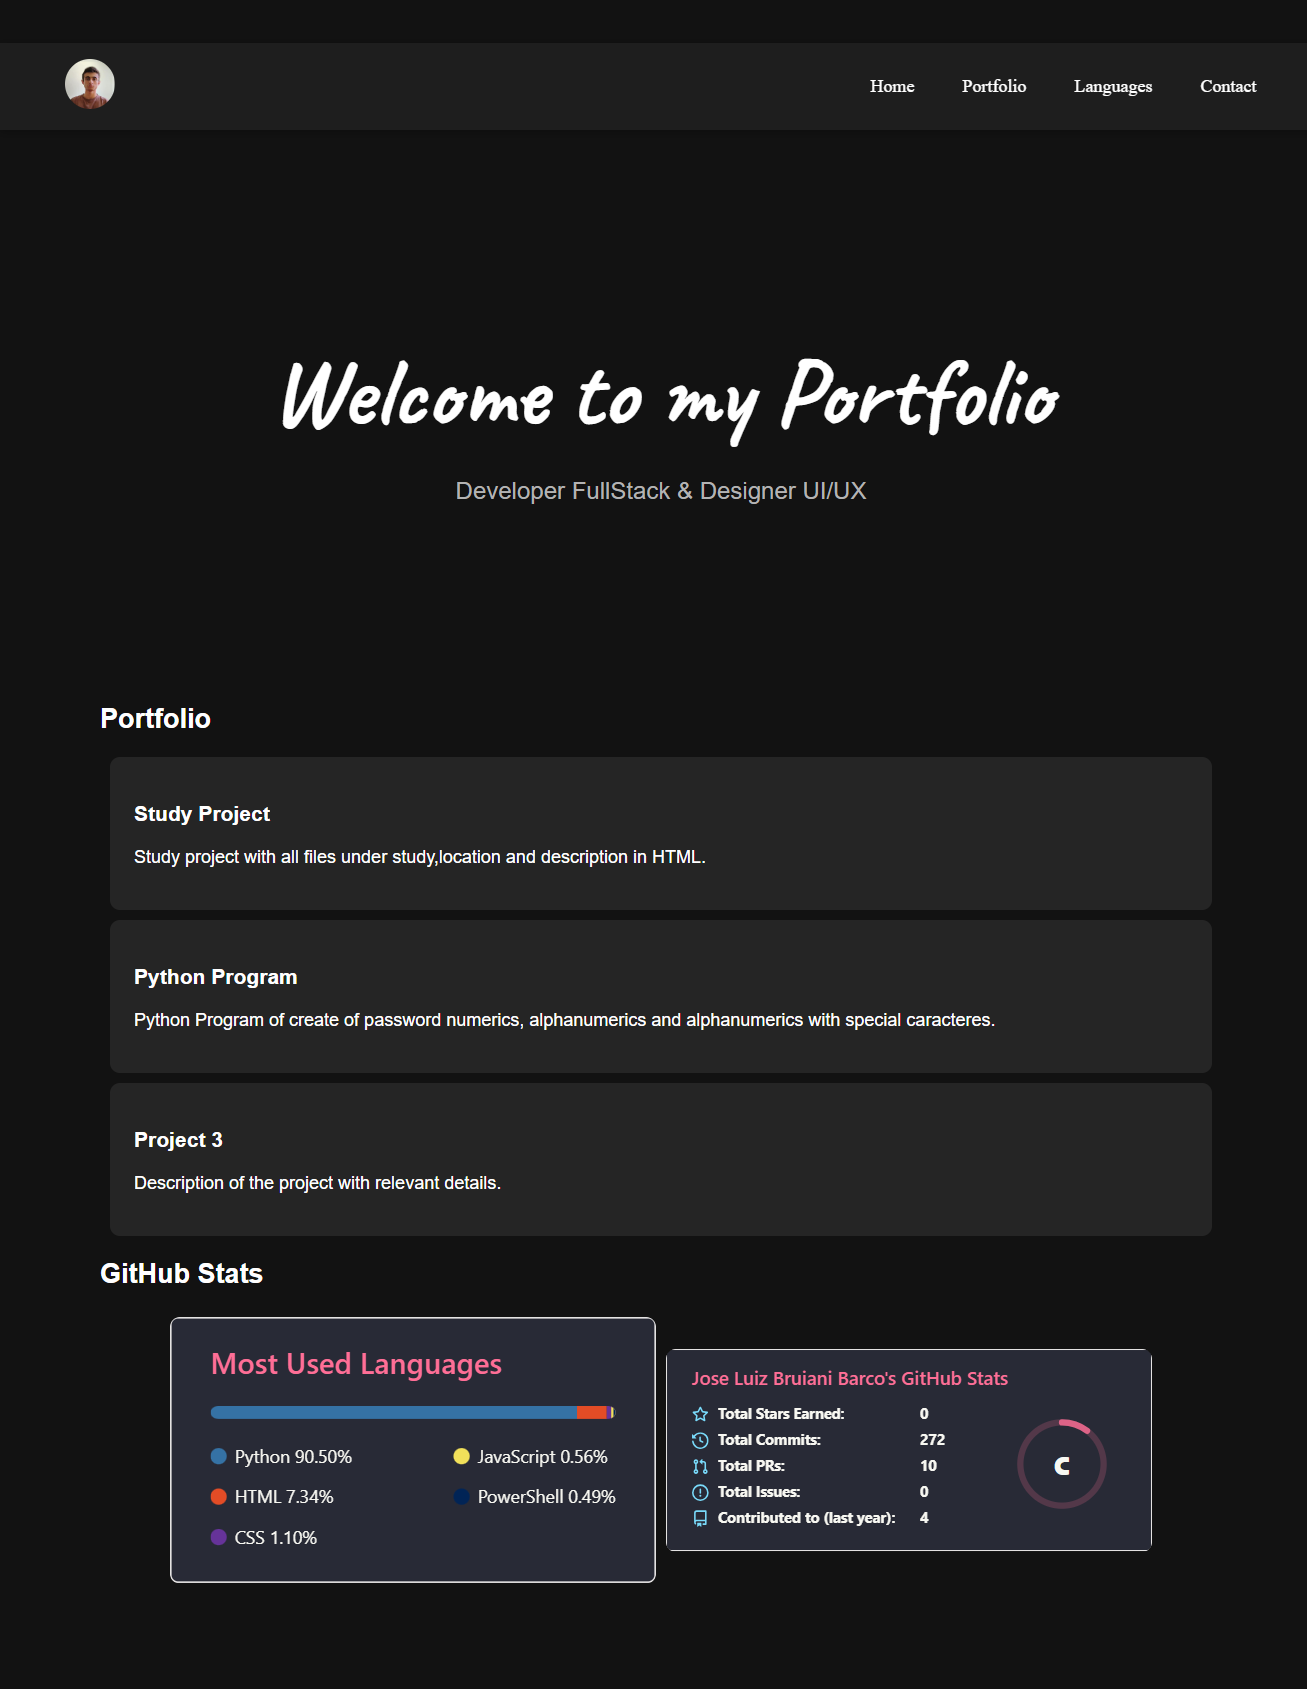 Home Portfolio Languages Contact
Welcome to my Portfolio
Developer FullStack & Designer UI/UX
Portfolio
Study Project
Study project with all files under study,location and description in HTML.
Python Program
Python Program of create of password numerics, alphanumerics and alphanumerics with special caracteres.
Project 3
Description of the project with relevant details.
GitHub Stats
Most Used Languages
Python 90.50%
HTML 7.34%
CSS 1.10%
JavaScript 0.56%
PowerShell 0.49%
Jose Luiz Bruiani Barco's GitHub Stats
Total Stars Earned: 0
Total Commits: 272
Total PRs: 10
Total Issues: 0
Contributed to (last year): 4
C